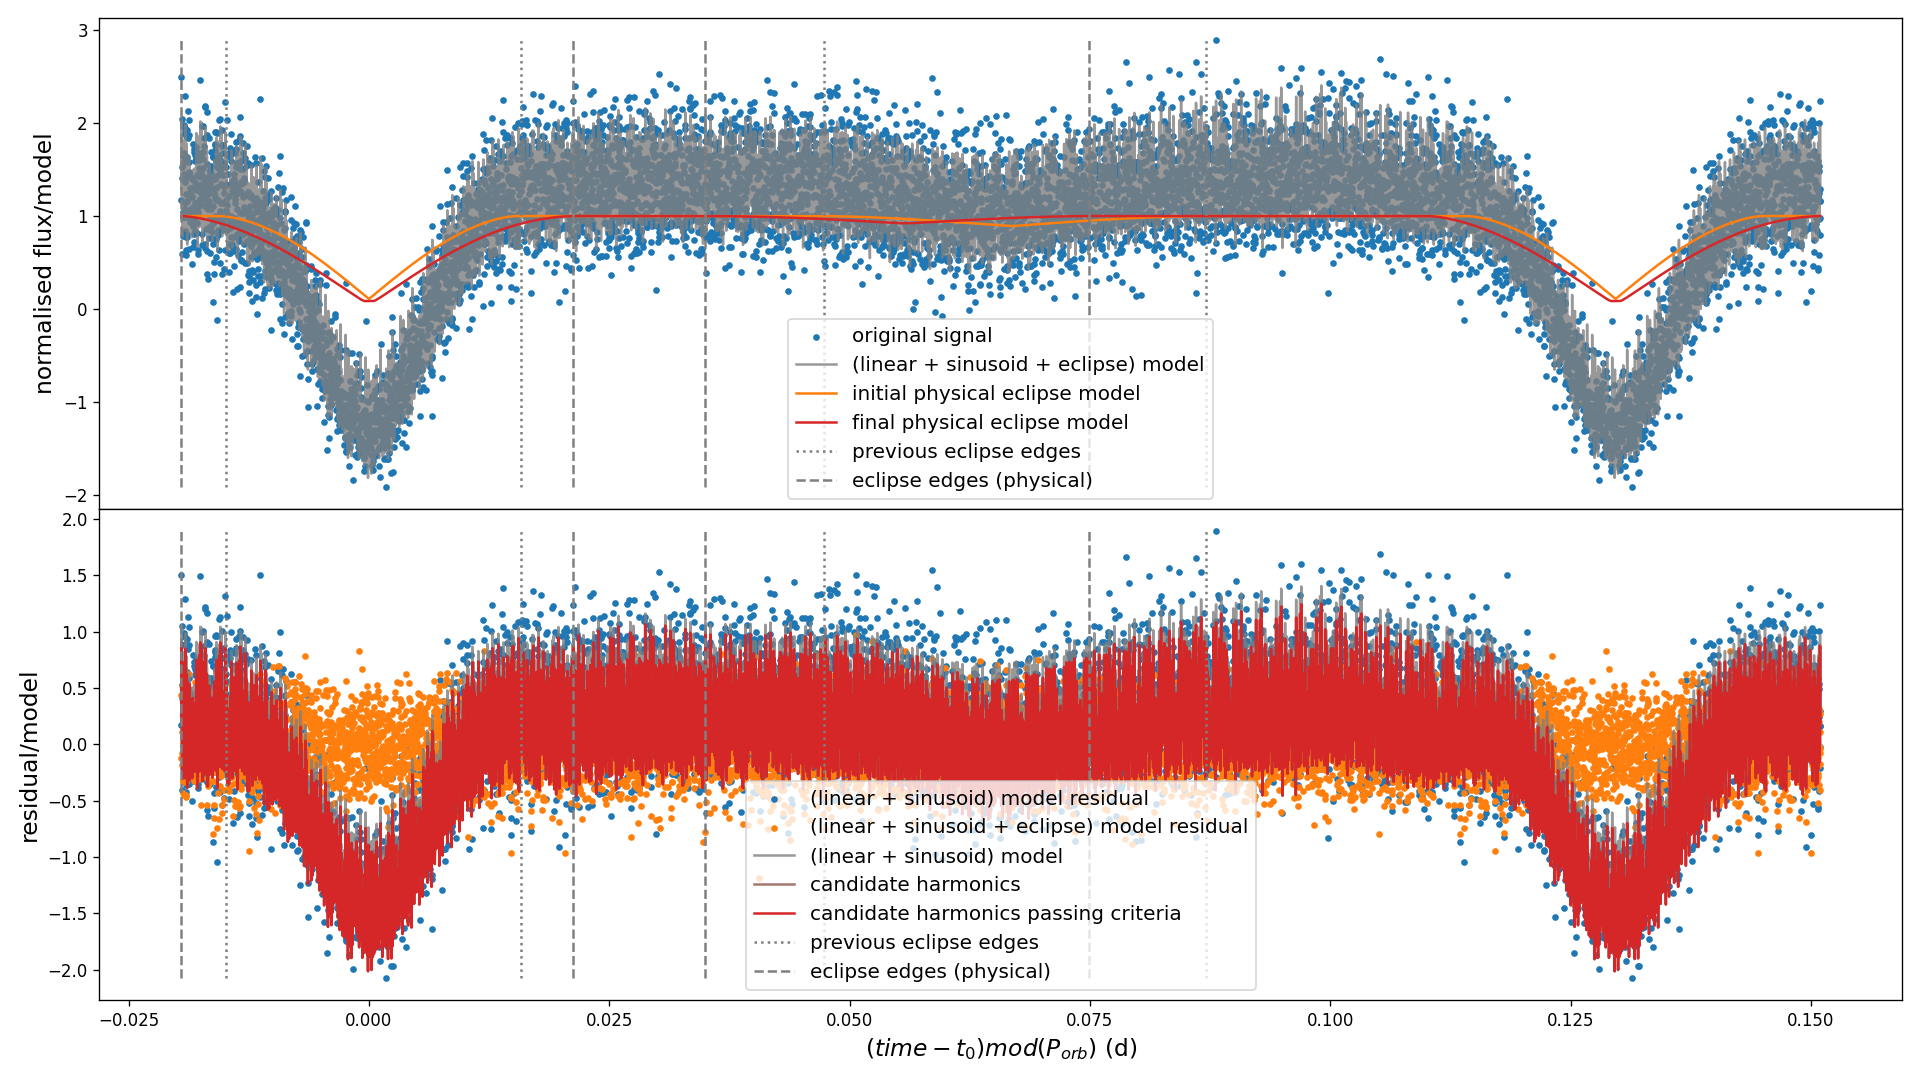 3
2
1
0
−1
−2
normalised flux/model
original signal
(linear + sinusoid + eclipse) model
initial physical eclipse model
final physical eclipse model
previous eclipse edges
eclipse edges (physical)
2.0
1.5
1.0
0.5
0.0
−0.5
−1.0
−1.5
−2.0
residual/model
(linear + sinusoid) model residual
(linear + sinusoid + eclipse) model residual
(linear + sinusoid) model
candidate harmonics
candidate harmonics passing criteria
previous eclipse edges
eclipse edges (physical)
−0.025 0.000 0.025 0.050 0.075 0.100 0.125 0.150
(time − t₀)mod(P_orb) (d)